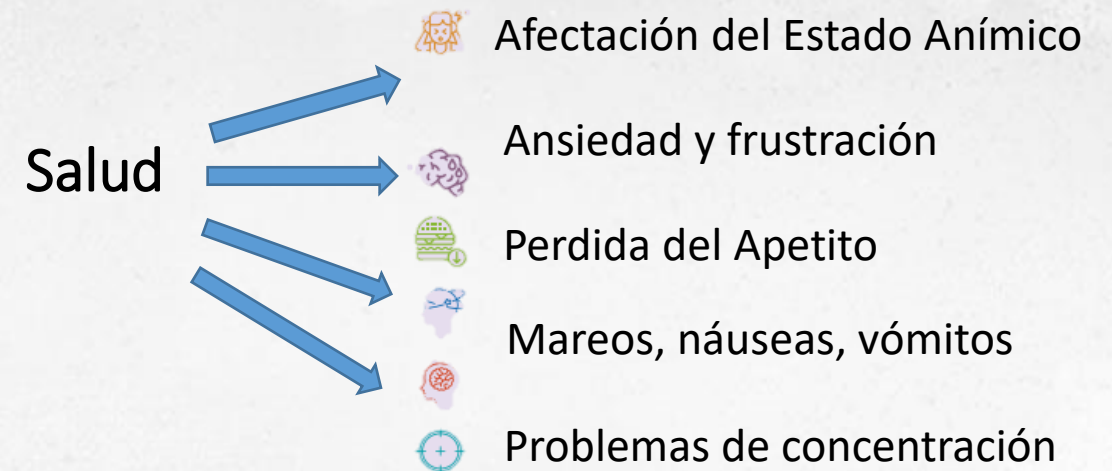 Afectación del Estado Anímico
Ansiedad y frustración
Salud
Perdida del Apetito
Mareos, náuseas, vómitos
Problemas de concentración